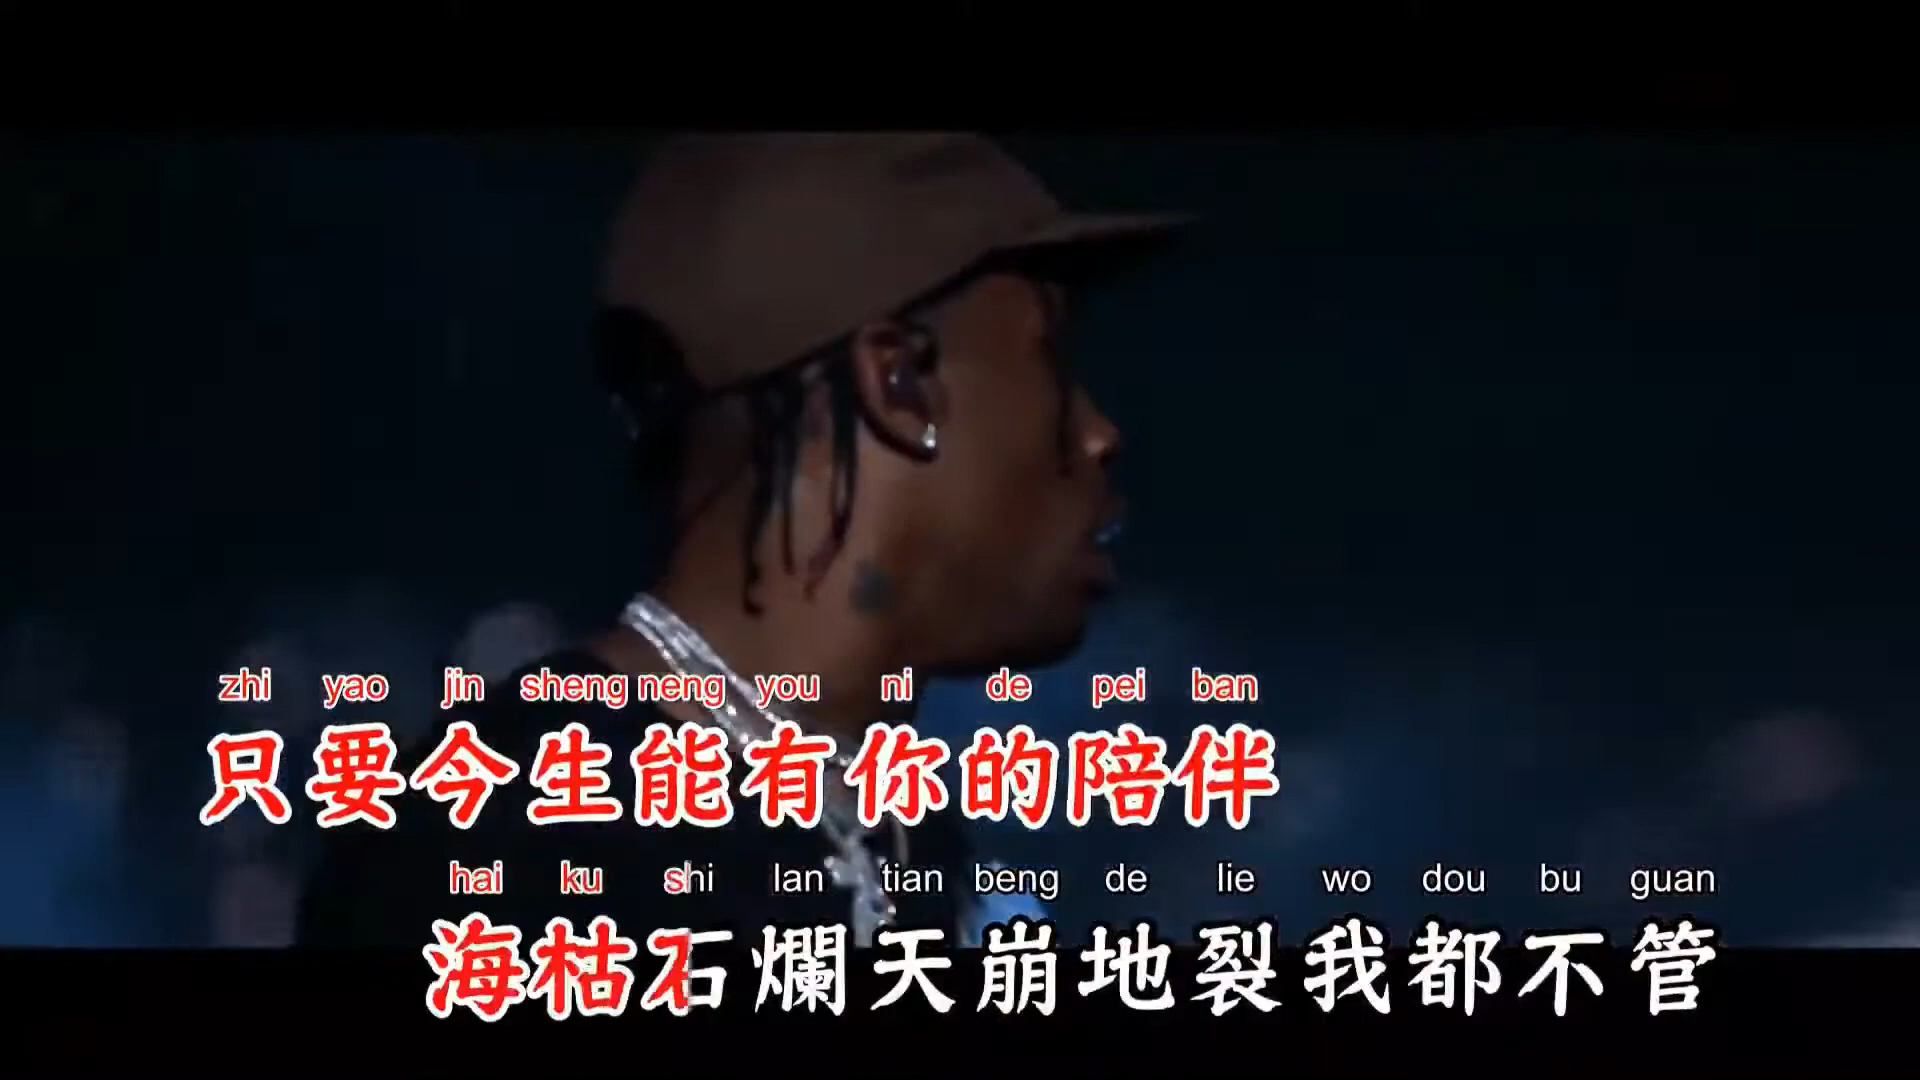 zhi yao jin sheng neng you ni de pei ban
只要今生能有你的陪伴
hai ku shi lan tian beng de lie wo dou bu guan
海枯石爛天崩地裂我都不管